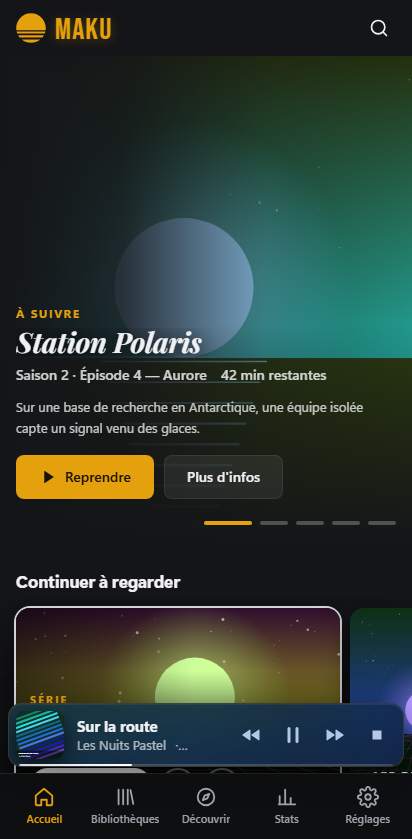 MAKU
À SUIVRE
Station Polaris
Saison 2 · Épisode 4 — Aurore 42 min restantes
Sur une base de recherche en Antarctique, une équipe isolée
capte un signal venu des glaces.
Reprendre
Plus d'infos
Continuer à regarder
SÉRIE
Sur la route
Les Nuits Pastel ·...
Accueil
Bibliothèques
Découvrir
Stats
Réglages